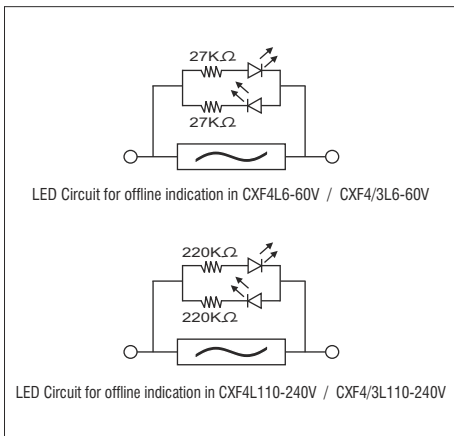 27KΩ
27KΩ
LED Circuit for offline indication in CXF4L6-60V / CXF4/3L6-60V
220KΩ
220KΩ
LED Circuit for offline indication in CXF4L110-240V / CXF4/3L110-240V